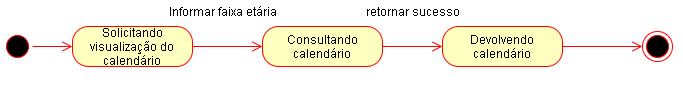 Informar faixa etária
retornar sucesso
Solicitando
visualização do
calendário
Consultando
calendário
Devolvendo
calendário